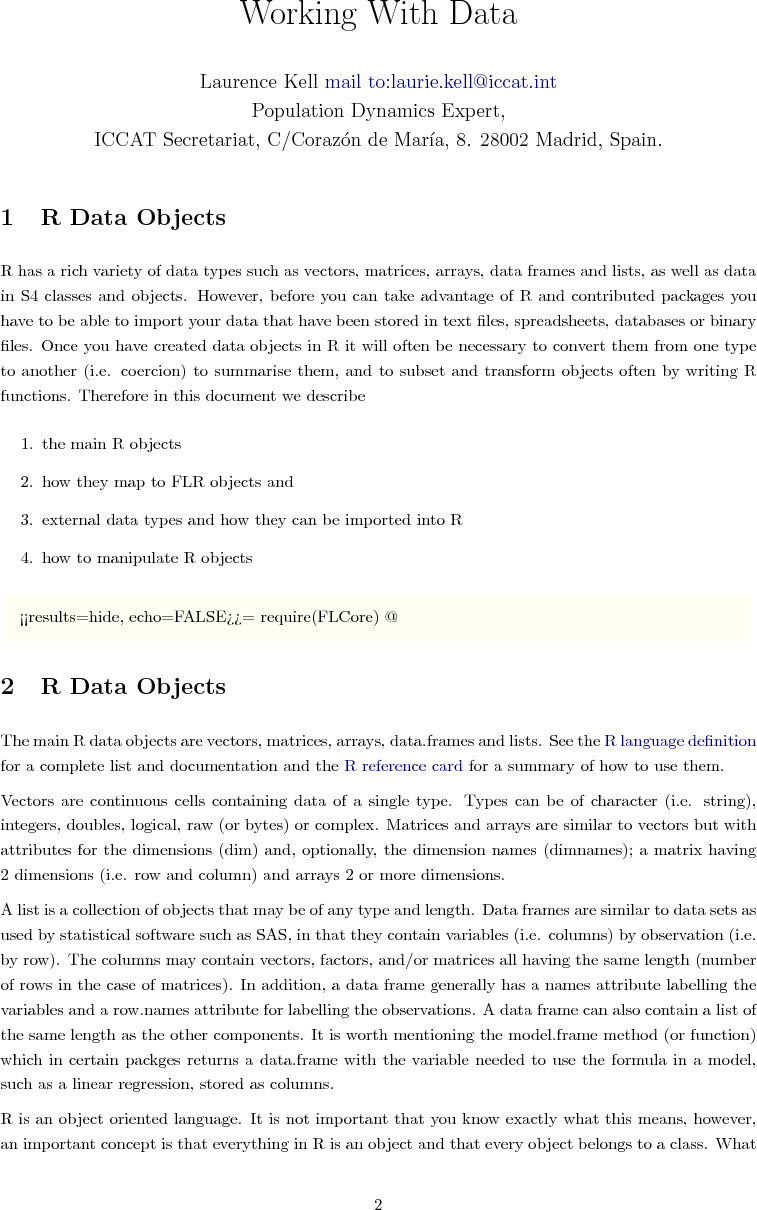 Working With Data
Laurence Kell mail to:laurie.kell@iccat.int
Population Dynamics Expert,
ICCAT Secretariat, C/Corazón de María, 8. 28002 Madrid, Spain.
1 R Data Objects
R has a rich variety of data types such as vectors, matrices, arrays, data frames and lists, as well as data
in S4 classes and objects. However, before you can take advantage of R and contributed packages you
have to be able to import your data that have been stored in text files, spreadsheets, databases or binary
files. Once you have created data objects in R it will often be necessary to convert them from one type
to another (i.e. coercion) to summarise them, and to subset and transform objects often by writing R
functions. Therefore in this document we describe
1. the main R objects
2. how they map to FLR objects and
3. external data types and how they can be imported into R
4. how to manipulate R objects
¡¡results=hide, echo=FALSE¿¿= require(FLCore) @
2 R Data Objects
The main R data objects are vectors, matrices, arrays, data.frames and lists. See the R language definition
for a complete list and documentation and the R reference card for a summary of how to use them.
Vectors are continuous cells containing data of a single type. Types can be of character (i.e. string),
integers, doubles, logical, raw (or bytes) or complex. Matrices and arrays are similar to vectors but with
attributes for the dimensions (dim) and, optionally, the dimension names (dimnames); a matrix having
2 dimensions (i.e. row and column) and arrays 2 or more dimensions.
A list is a collection of objects that may be of any type and length. Data frames are similar to data sets as
used by statistical software such as SAS, in that they contain variables (i.e. columns) by observation (i.e.
by row). The columns may contain vectors, factors, and/or matrices all having the same length (number
of rows in the case of matrices). In addition, a data frame generally has a names attribute labelling the
variables and a row.names attribute for labelling the observations. A data frame can also contain a list of
the same length as the other components. It is worth mentioning the model.frame method (or function)
which in certain packges returns a data.frame with the variable needed to use the formula in a model,
such as a linear regression, stored as columns.
R is an object oriented language. It is not important that you know exactly what this means, however,
an important concept is that everything in R is an object and that every object belongs to a class. What
2